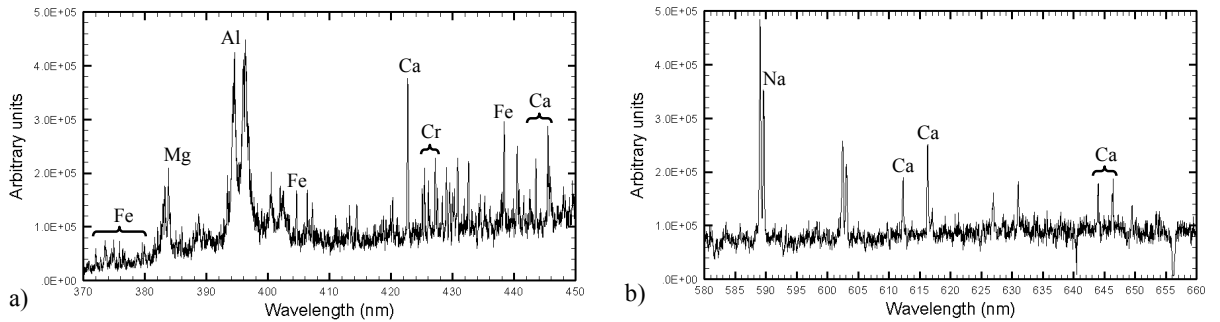 5.0E+05
4.0E+05
3.0E+05
2.0E+05
1.0E+05
0.0E+00
Arbitrary units
Fe
Mg
Al
Fe
Ca
Cr
Fe
Ca
370 380 390 400 410 420 430 440 450
Wavelength (nm)
a)
5.0E+05
4.0E+05
3.0E+05
2.0E+05
1.0E+05
0.0E+00
Arbitrary units
Na
Ca
Ca
Ca
580 585 590 595 600 605 610 615 620 625 630 635 640 645 650 655 660
Wavelength (nm)
b)